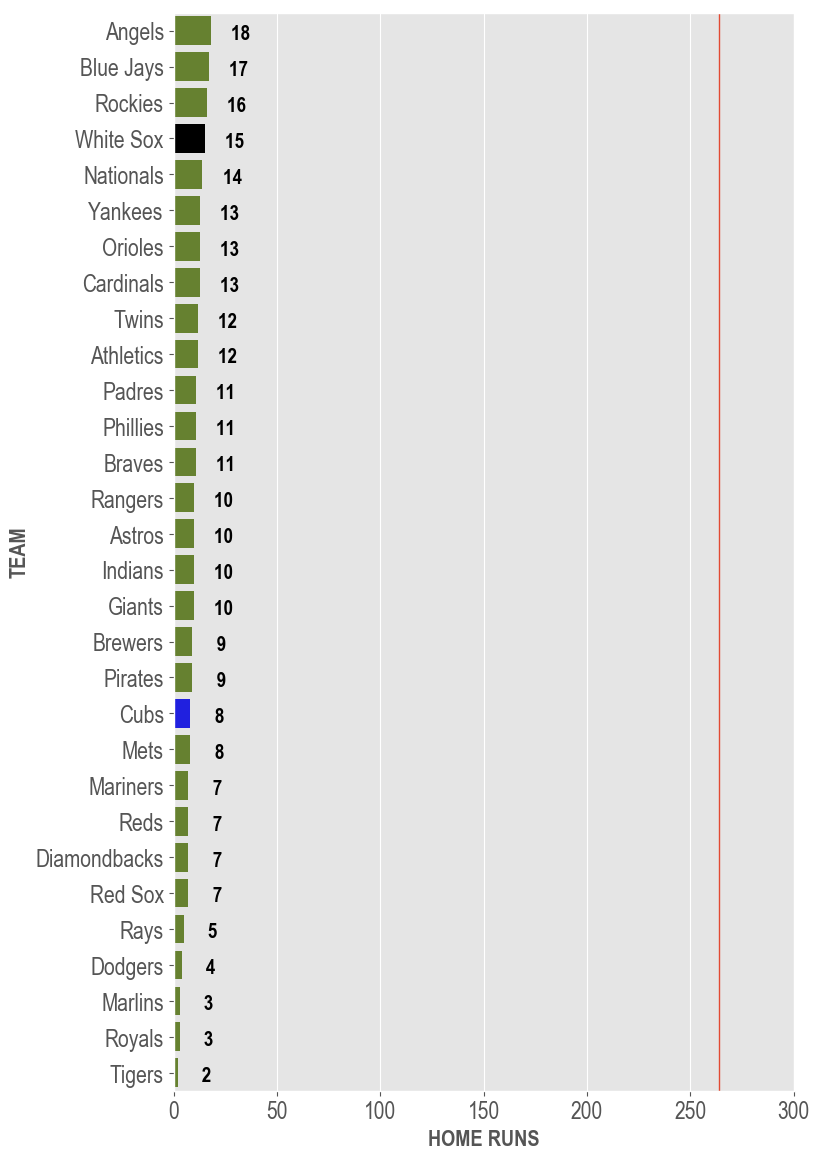 Angels 18
Blue Jays 17
Rockies 16
White Sox 15
Nationals 14
Yankees 13
Orioles 13
Cardinals 13
Twins 12
Athletics 12
Padres 11
Phillies 11
Braves 11
Rangers 10
Astros 10
Indians 10
Giants 10
Brewers 9
Pirates 9
Cubs 8
Mets 8
Mariners 7
Reds 7
Diamondbacks 7
Red Sox 7
Rays 5
Dodgers 4
Marlins 3
Royals 3
Tigers 2
TEAM
0 50 100 150 200 250 300
HOME RUNS